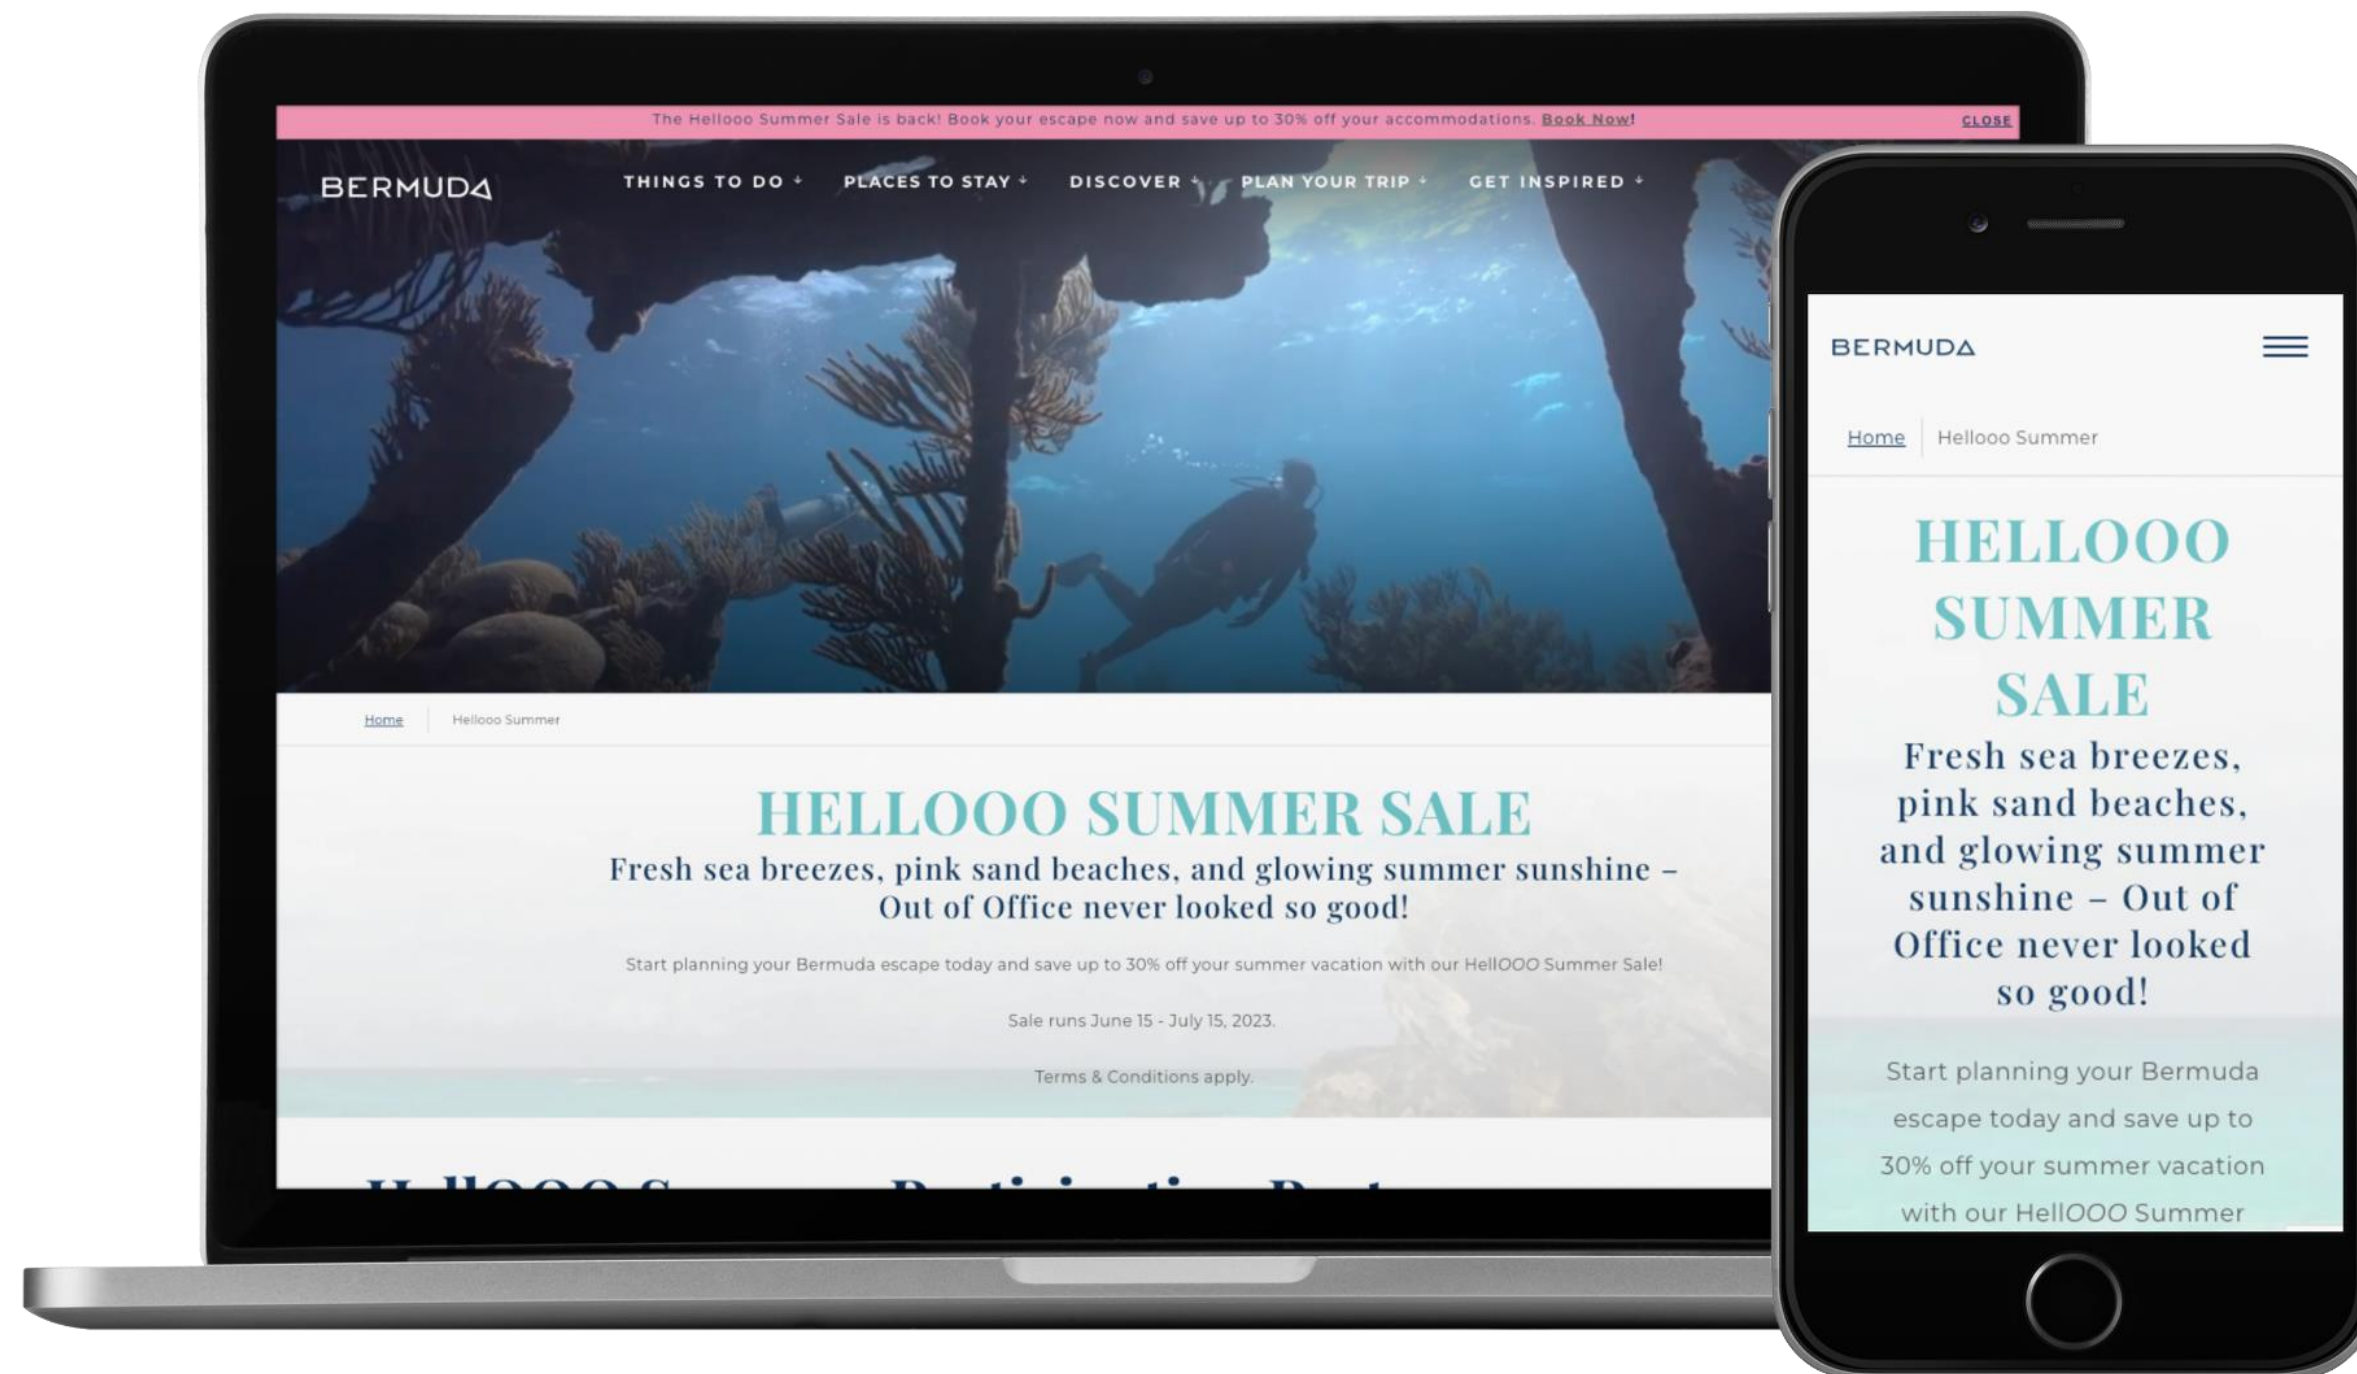 The Hellooo Summer Sale is back! Book your escape now and save up to 30% off your accommodations. Book Now!
CLOSE
BERMUDA
THINGS TO DO
PLACES TO STAY
DISCOVER
PLAN YOUR TRIP
GET INSPIRED
Home
Hellooo Summer
HELLOOO SUMMER SALE
Fresh sea breezes, pink sand beaches, and glowing summer sunshine –
Out of Office never looked so good!
Start planning your Bermuda escape today and save up to 30% off your summer vacation with our HellOOO Summer Sale!
Sale runs June 15 - July 15, 2023.
Terms & Conditions apply.
BERMUDA
Home
Hellooo Summer
HELLOOO
SUMMER
SALE
Fresh sea breezes,
pink sand beaches,
and glowing summer
sunshine – Out of
Office never looked
so good!
Start planning your Bermuda
escape today and save up to
30% off your summer vacation
with our HellOOO Summer